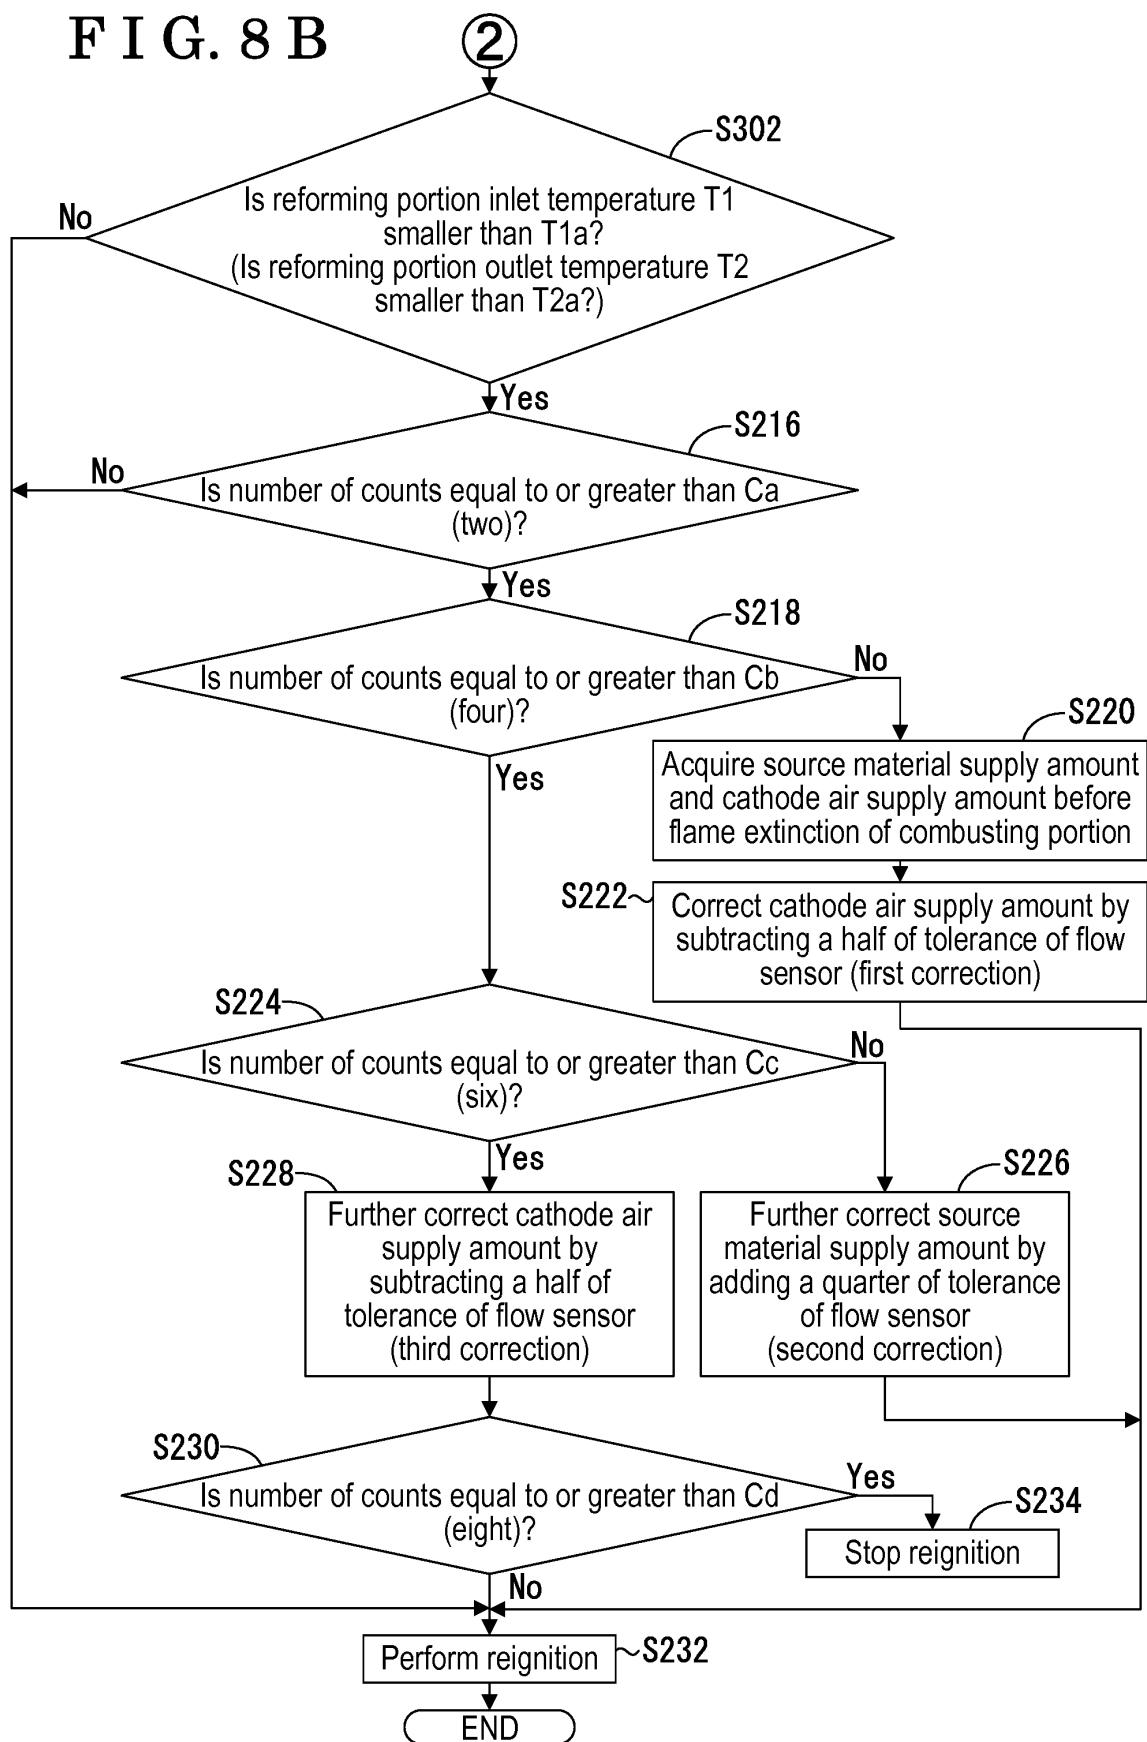 FIG. 8B
2
S302
Is reforming portion inlet temperature T1
smaller than T1a?
(Is reforming portion outlet temperature T2
smaller than T2a?)
No
Yes
S216
No
Is number of counts equal to or greater than Ca
(two)?
Yes
S218
Is number of counts equal to or greater than Cb
(four)?
No
Yes
S220
Acquire source material supply amount
and cathode air supply amount before
flame extinction of combusting portion
S222
Correct cathode air supply amount by
subtracting a half of tolerance of flow
sensor (first correction)
S224
Is number of counts equal to or greater than Cc
(six)?
No
Yes
S228
Further correct cathode air
supply amount by
subtracting a half of
tolerance of flow sensor
(third correction)
S226
Further correct source
material supply amount by
adding a quarter of tolerance
of flow sensor
(second correction)
S230
Is number of counts equal to or greater than Cd
(eight)?
Yes
S234
Stop reignition
No
Perform reignition
S232
END